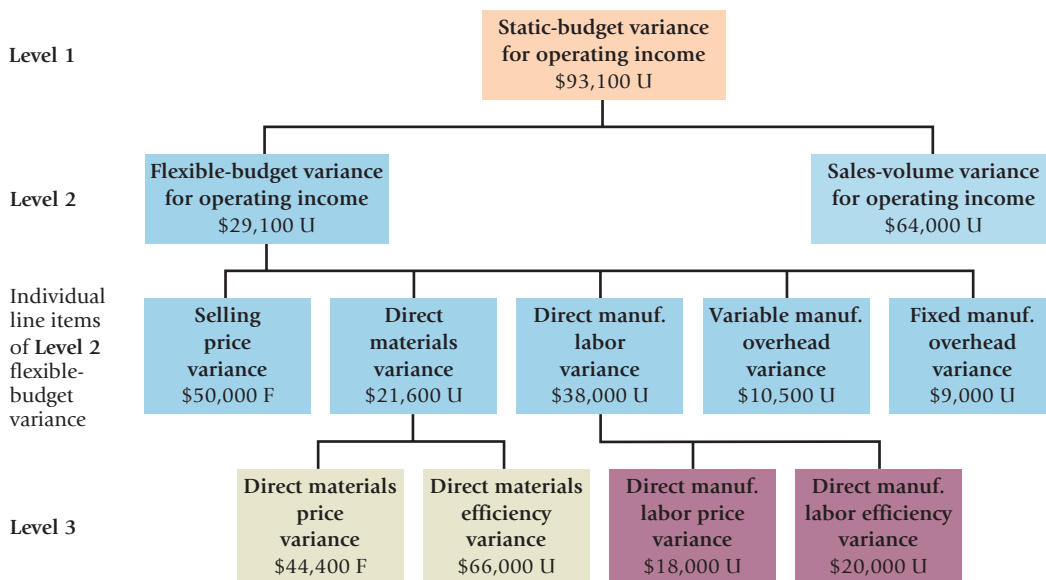 Level 1
Static-budget variance
for operating income
$93,100 U
Level 2
Flexible-budget variance
for operating income
$29,100 U
Sales-volume variance
for operating income
$64,000 U
Individual
line items
of Level 2
flexible-
budget
variance
Selling
price
variance
$50,000 F
Direct
materials
variance
$21,600 U
Direct manuf.
labor
variance
$38,000 U
Variable manuf.
overhead
variance
$10,500 U
Fixed manuf.
overhead
variance
$9,000 U
Level 3
Direct materials
price
variance
$44,400 F
Direct materials
efficiency
variance
$66,000 U
Direct manuf.
labor price
variance
$18,000 U
Direct manuf.
labor efficiency
variance
$20,000 U